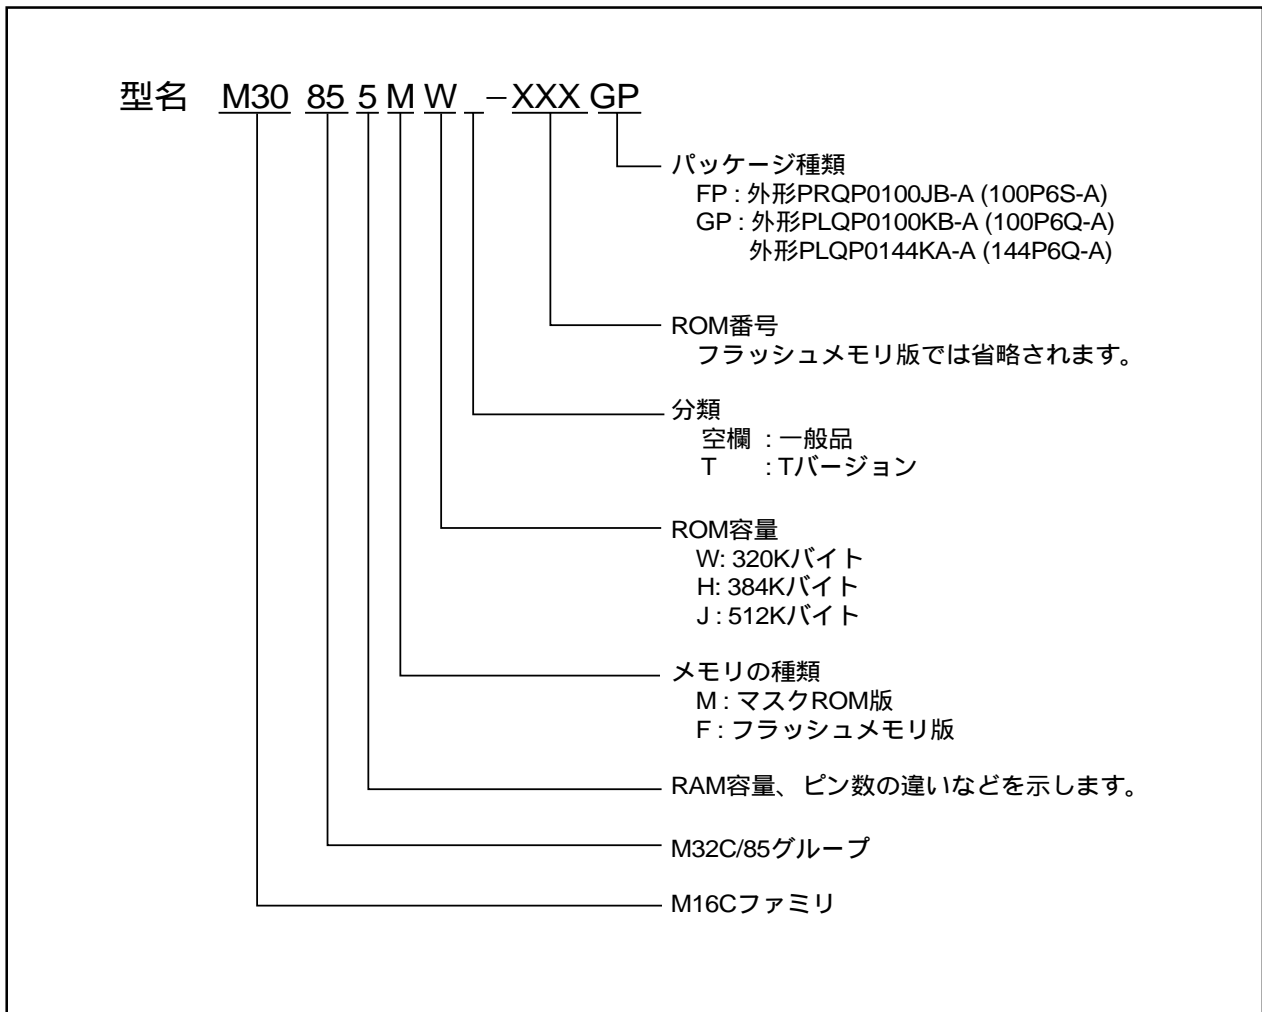 型名 M30 85 5 M W _ -XXX GP
パッケージ種類
FP : 外形PRQP0100JB-A (100P6S-A)
GP : 外形PLQP0100KB-A (100P6Q-A)
外形PLQP0144KA-A (144P6Q-A)
ROM番号
フラッシュメモリ版では省略されます。
分類
空欄 : 一般品
T : Tバージョン
ROM容量
W: 320Kバイト
H: 384Kバイト
J : 512Kバイト
メモリの種類
M : マスクROM版
F : フラッシュメモリ版
RAM容量、ピン数の違いなどを示します。
M32C/85グループ
M16Cファミリ